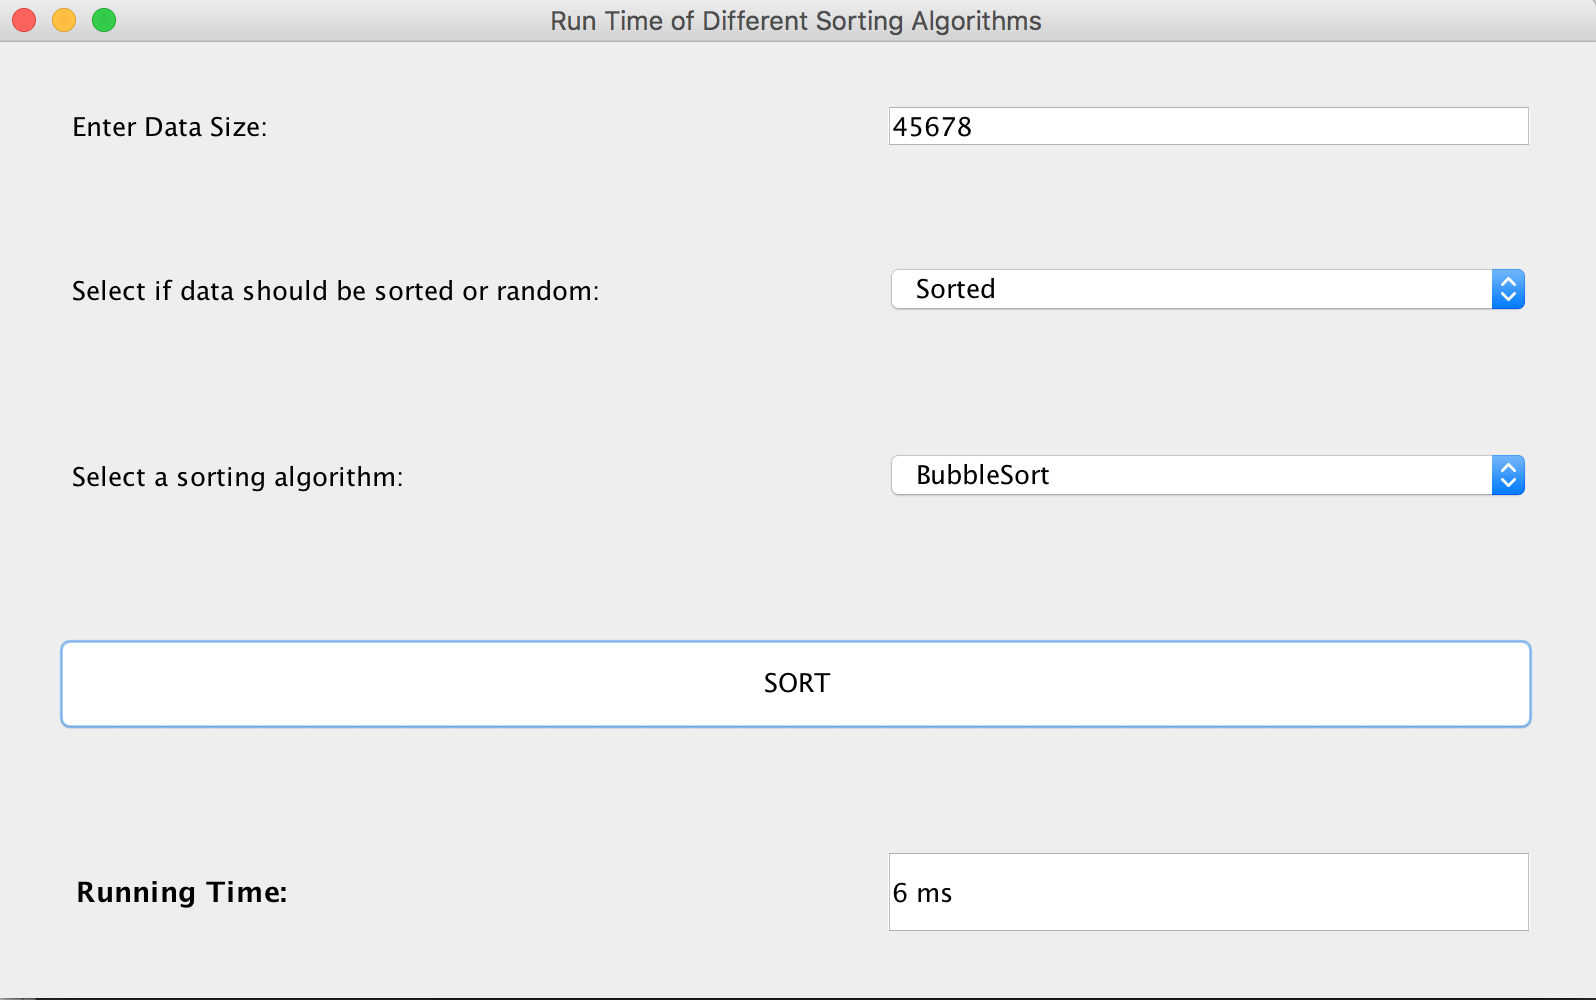 Run Time of Different Sorting Algorithms
Enter Data Size:
45678
Select if data should be sorted or random:
Sorted
Select a sorting algorithm:
BubbleSort
SORT
Running Time:
6 ms